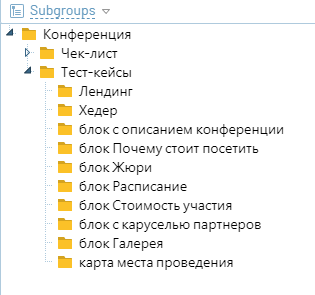 Subgroups
Конференция
Чек-лист
Тест-кейсы
Лендинг
Хедер
блок с описанием конференции
блок Почему стоит посетить
блок Жюри
блок Расписание
блок Стоимость участия
блок с каруселью партнеров
блок Галерея
карта места проведения